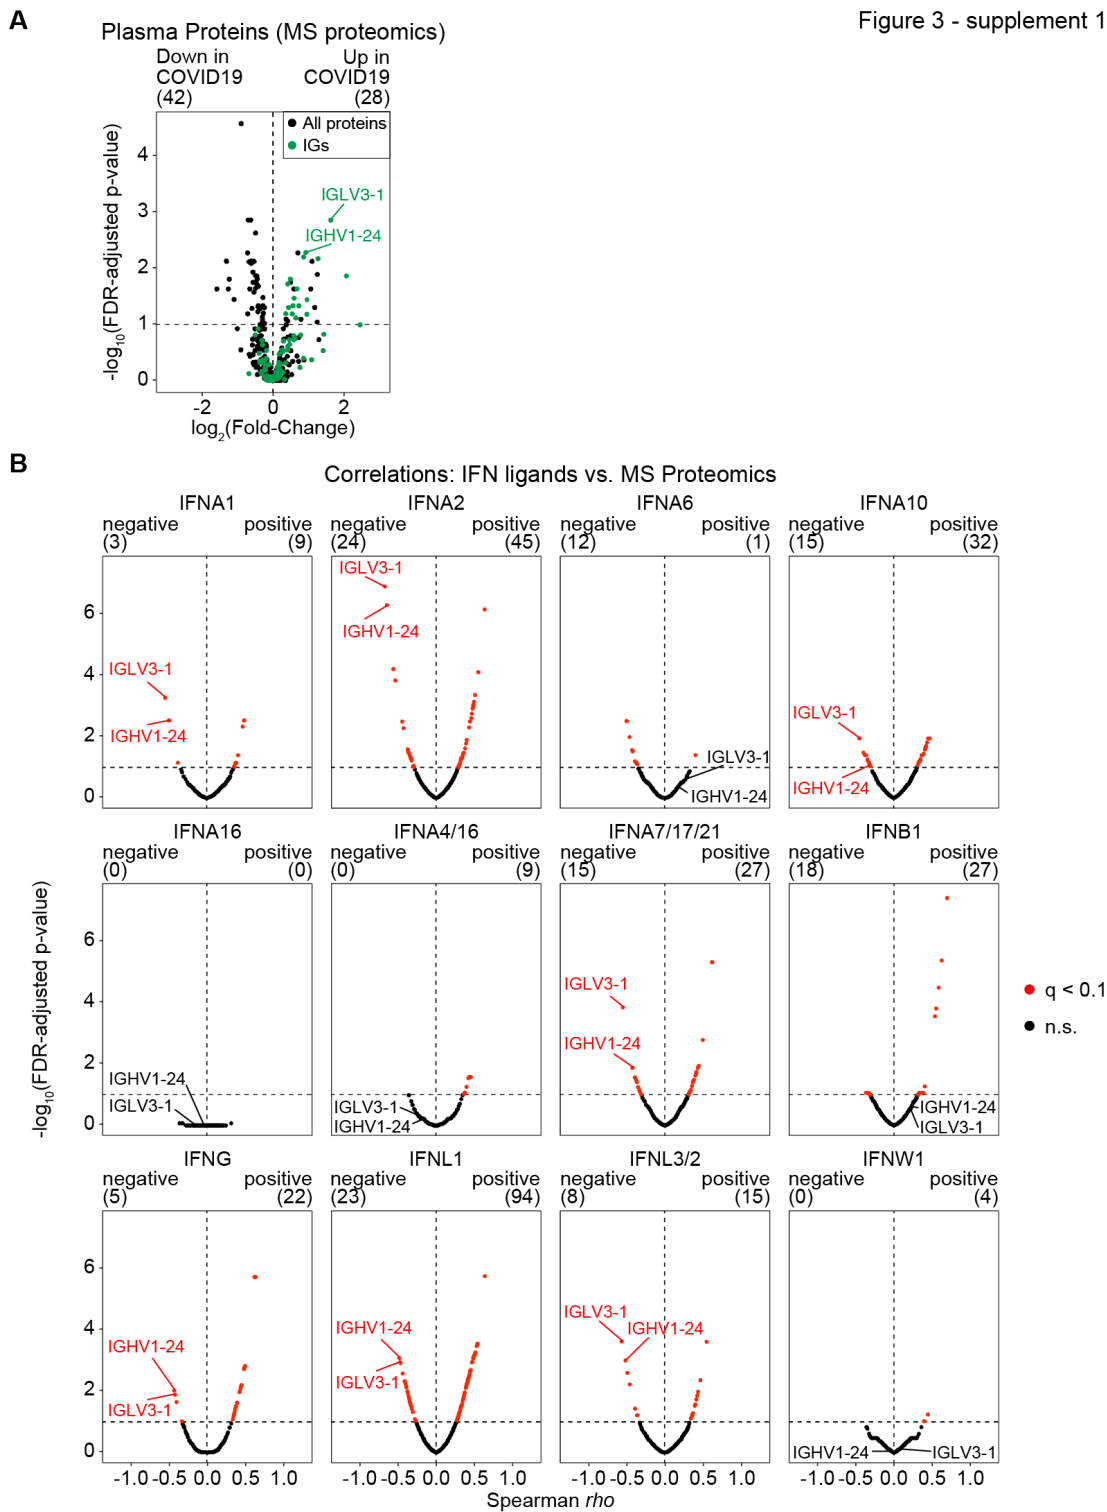 A
Figure 3 - supplement 1
Plasma Proteins (MS proteomics)
Down in COVID19 (42)
Up in COVID19 (28)
All proteins
IGs
IGLV3-1
IGHV1-24
-log10(FDR-adjusted p-value)
4
3
2
1
0
-2 0 2
log2(Fold-Change)
B
Correlations: IFN ligands vs. MS Proteomics
IFNA1
negative (3)
positive (9)
IGLV3-1
IGHV1-24
IFNA2
negative (24)
positive (45)
IGLV3-1
IGHV1-24
IFNA6
negative (12)
positive (1)
IGLV3-1
IGHV1-24
IFNA10
negative (15)
positive (32)
IGLV3-1
IGHV1-24
6
4
2
0
IFNA16
negative (0)
positive (0)
IGHV1-24
IGLV3-1
IFNA4/16
negative (0)
positive (9)
IGLV3-1
IGHV1-24
IFNA7/17/21
negative (15)
positive (27)
IGLV3-1
IGHV1-24
IFNB1
negative (18)
positive (27)
IGHV1-24
IGLV3-1
6
4
2
0
-log10(FDR-adjusted p-value)
q < 0.1
n.s.
IFNG
negative (5)
positive (22)
IGHV1-24
IGLV3-1
IFNL1
negative (23)
positive (94)
IGHV1-24
IGLV3-1
IFNL3/2
negative (8)
positive (15)
IGLV3-1
IGHV1-24
IFNW1
negative (0)
positive (4)
IGHV1-24
IGLV3-1
6
4
2
0
-1.0 -0.5 0.0 0.5 1.0
-1.0 -0.5 0.0 0.5 1.0
-1.0 -0.5 0.0 0.5 1.0
-1.0 -0.5 0.0 0.5 1.0
Spearman rho